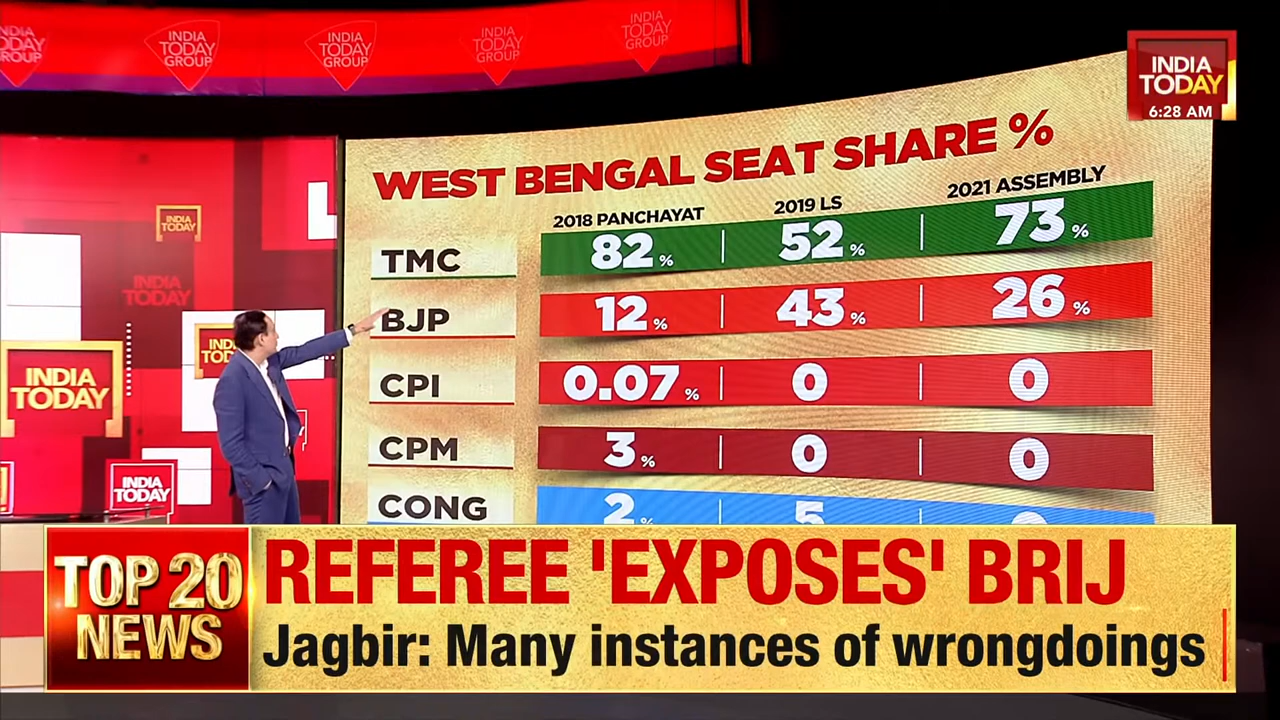 INDIA TODAY GROUP
INDIA TODAY GROUP
INDIA TODAY GROUP
INDIA TODAY GROUP
INDIA TODAY
6:28 AM
WEST BENGAL SEAT SHARE %
2018 PANCHAYAT 2019 LS 2021 ASSEMBLY
TMC 82% 52% 73%
BJP 12% 43% 26%
CPI 0.07% 0 0
CPM 3% 0 0
CONG 2% 5
INDIA TODAY
INDIA TODAY
INDIA TODAY
INDIA TODAY
TOP 20 NEWS
REFEREE 'EXPOSES' BRIJ
Jagbir: Many instances of wrongdoings